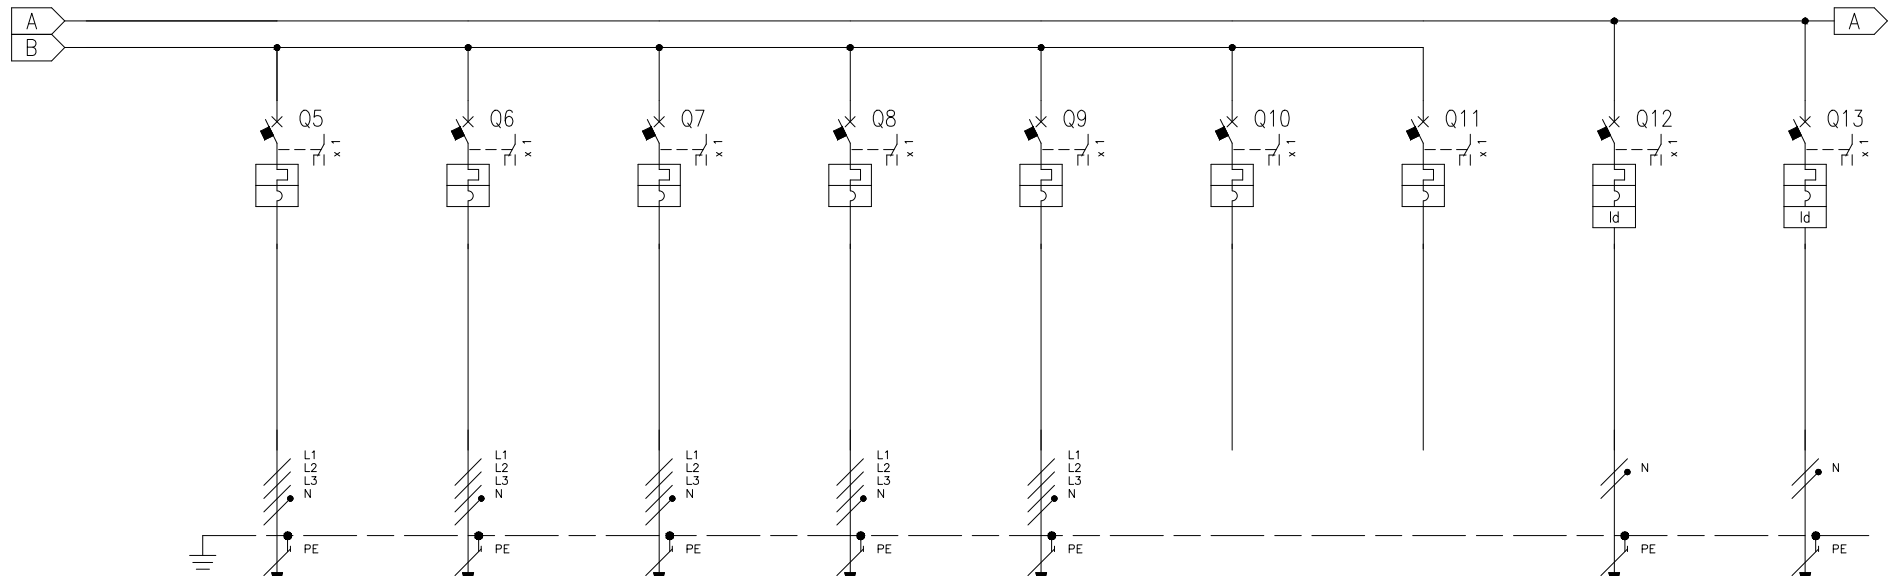 A A
B
Q5 Q6 Q7 Q8 Q9 Q10 Q11 Q12 Q13
x 1 x 1 x 1 x 1 x 1 x 1 x 1 x 1 x 1
Id Id
L1 L1 L1 L1 L1
L2 L2 L2 L2 L2 N N
L3 L3 L3 L3 L3
N N N N N
PE PE PE PE PE PE PE